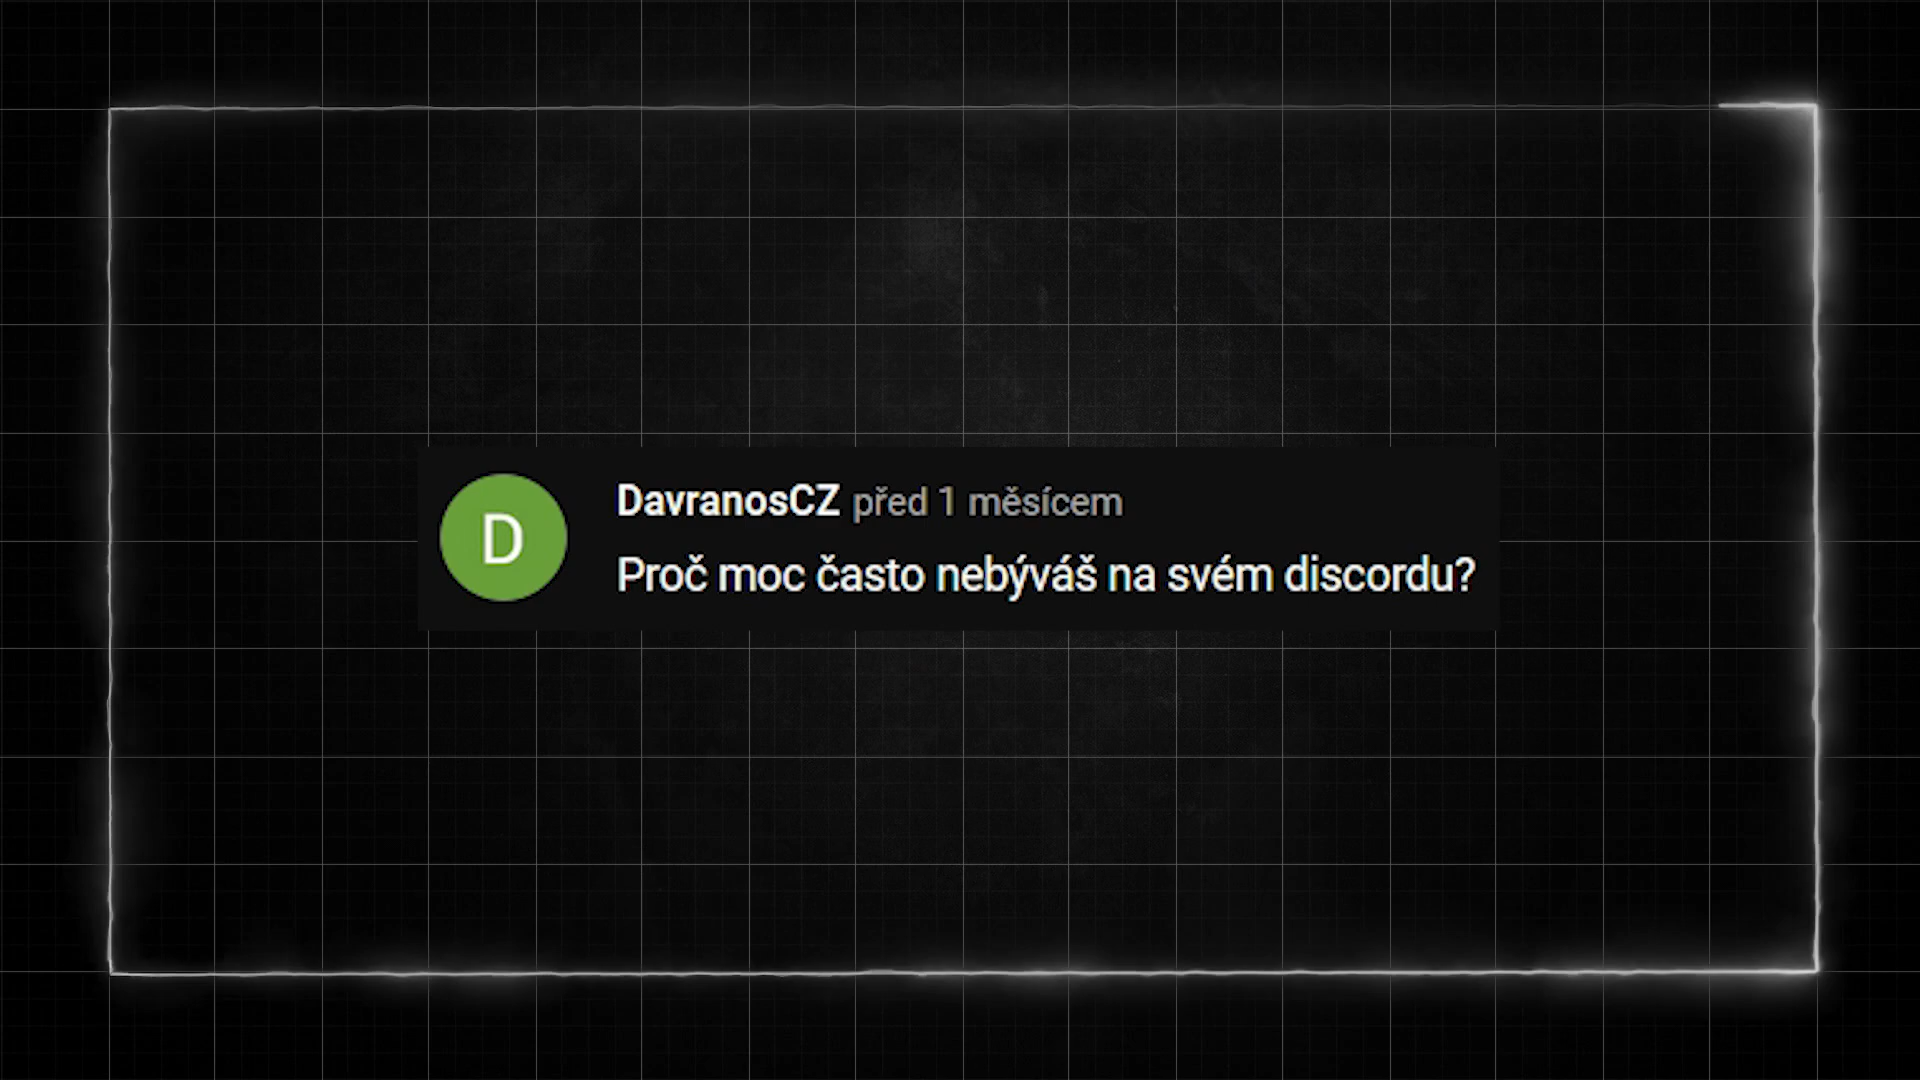 D
DavranosCZ před 1 měsícem
Proč moc často nebýváš na svém discordu?